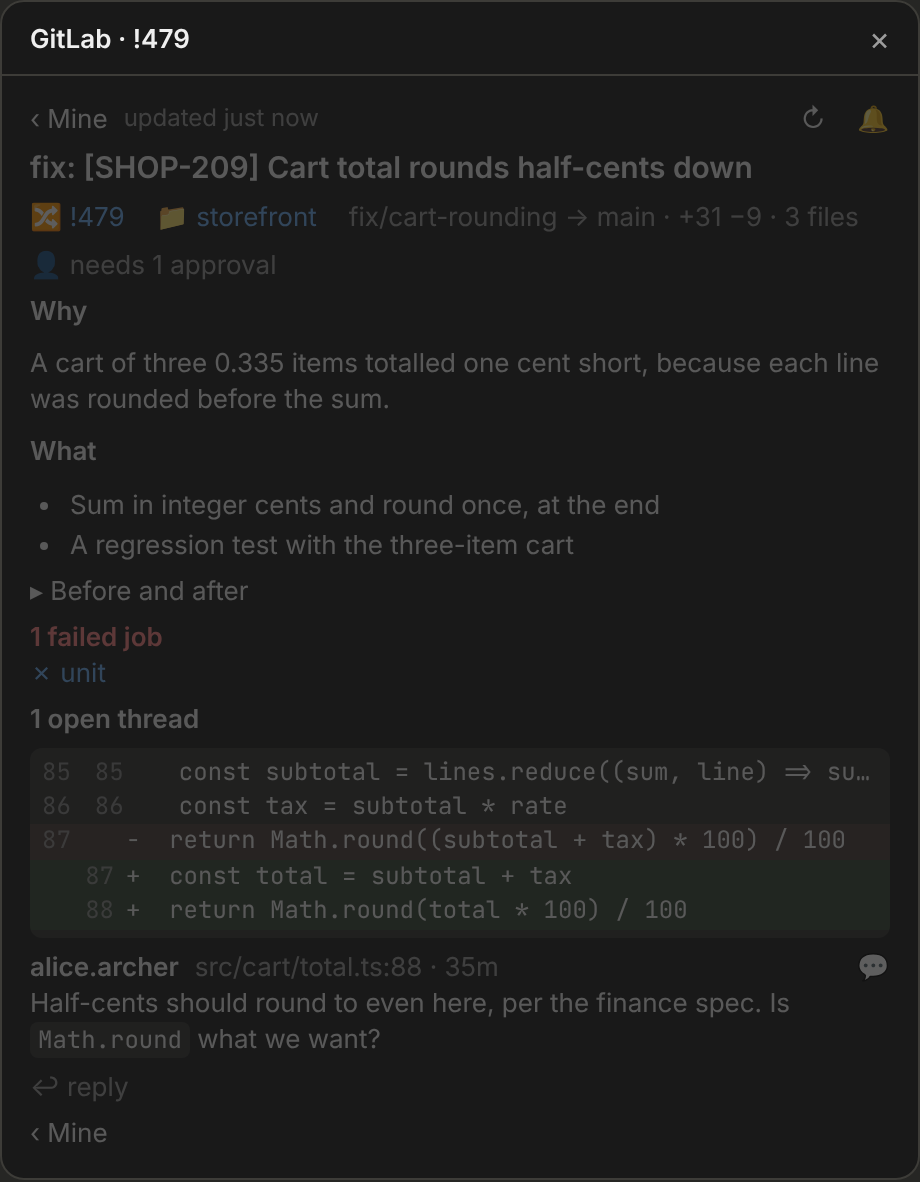 GitLab · !479
×
‹ Mine updated just now
fix: [SHOP-209] Cart total rounds half-cents down
!479 storefront fix/cart-rounding → main · +31 −9 · 3 files
needs 1 approval
Why
A cart of three 0.335 items totalled one cent short, because each line
was rounded before the sum.
What
• Sum in integer cents and round once, at the end
• A regression test with the three-item cart
▸ Before and after
1 failed job
× unit
1 open thread
85 85 const subtotal = lines.reduce((sum, line) => su…
86 86 const tax = subtotal * rate
87 - return Math.round((subtotal + tax) * 100) / 100
87 + const total = subtotal + tax
88 + return Math.round(total * 100) / 100
alice.archer src/cart/total.ts:88 · 35m
Half-cents should round to even here, per the finance spec. Is
Math.round what we want?
↩ reply
‹ Mine